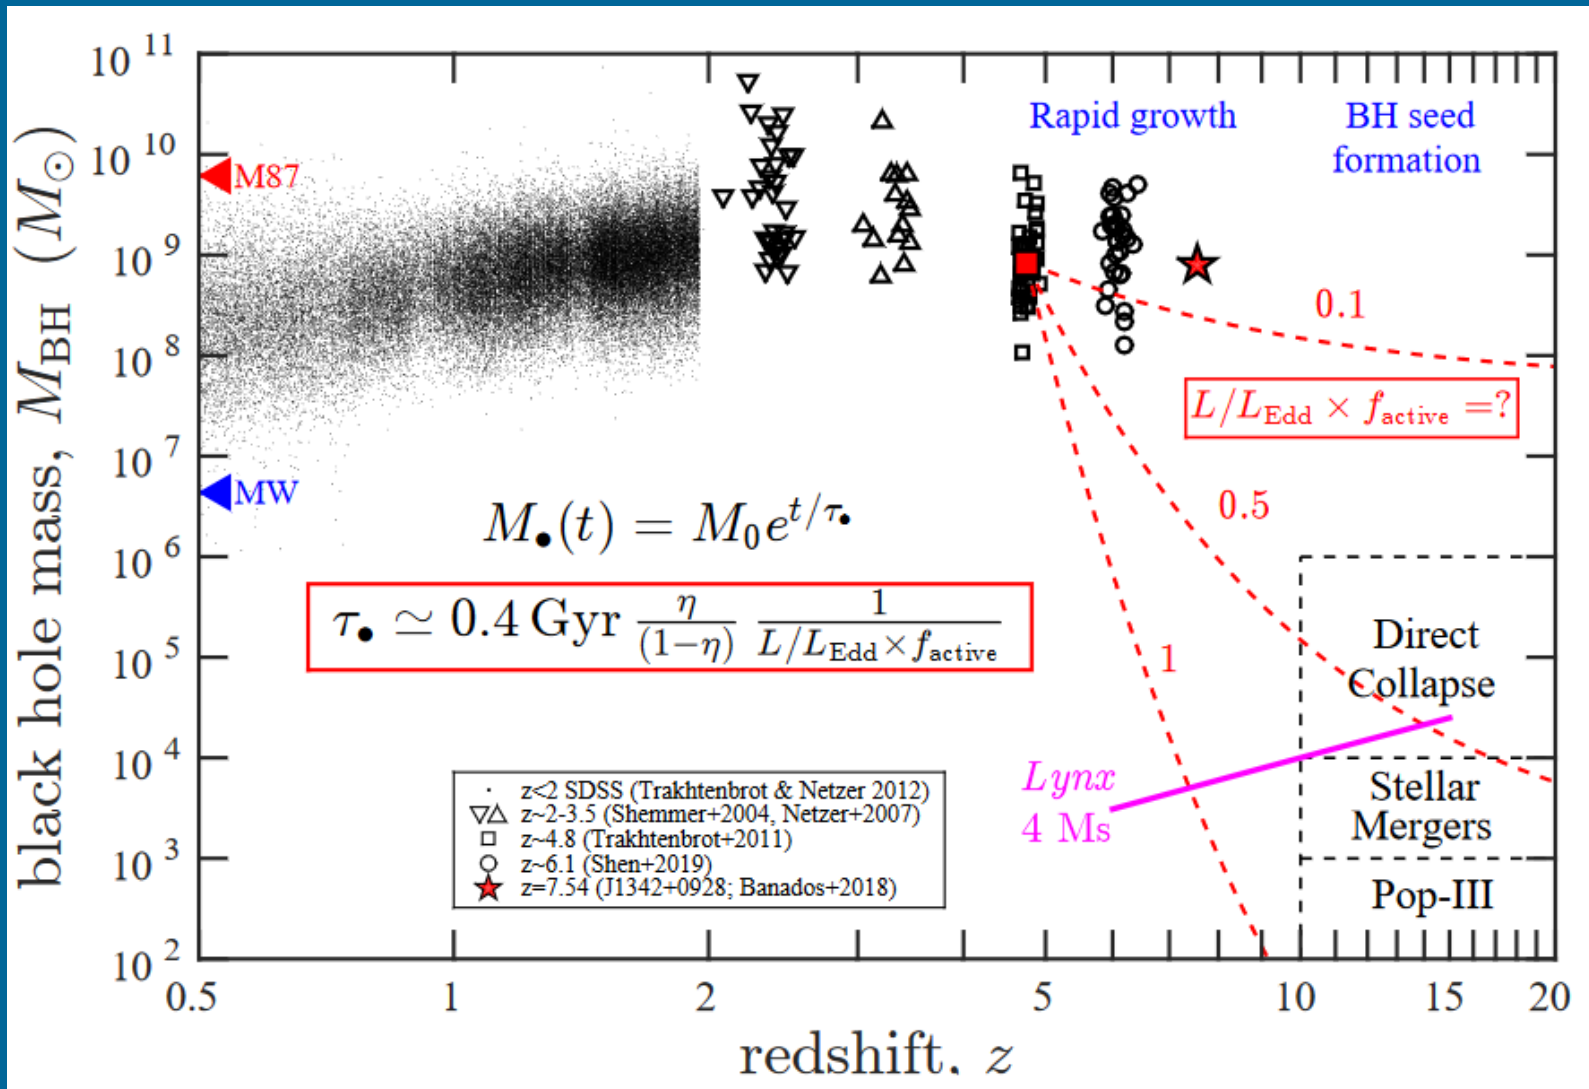 black hole mass, M_BH (M_⊙)
10^11
10^10
10^9
10^8
10^7
10^6
10^5
10^4
10^3
10^2
M87
MW
Rapid growth
BH seed
formation
0.1
L/L_Edd × f_active =?
0.5
1
M_•(t) = M_0 e^{t/τ_•}
τ_• ≃ 0.4 Gyr η/(1−η) 1/(L/L_Edd×f_active)
Direct
Collapse
Lynx
4 Ms
Stellar
Mergers
Pop-III
z<2 SDSS (Trakhtenbrot & Netzer 2012)
z~2-3.5 (Shemmer+2004, Netzer+2007)
z~4.8 (Trakhtenbrot+2011)
z~6.1 (Shen+2019)
z=7.54 (J1342+0928; Banados+2018)
0.5 1 2 5 10 15 20
redshift, z